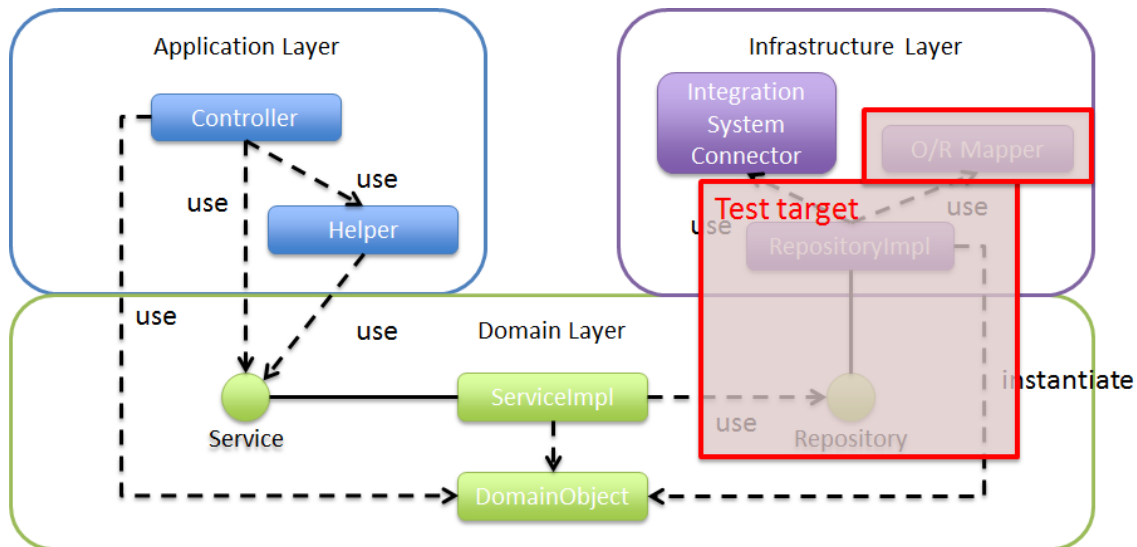 Application Layer
Infrastructure Layer
Controller
Integration
System
Connector
O/R Mapper
use
use
Test target
use
use
Helper
RepositoryImpl
use
use
Domain Layer
instantiate
ServiceImpl
use
Service
Repository
DomainObject